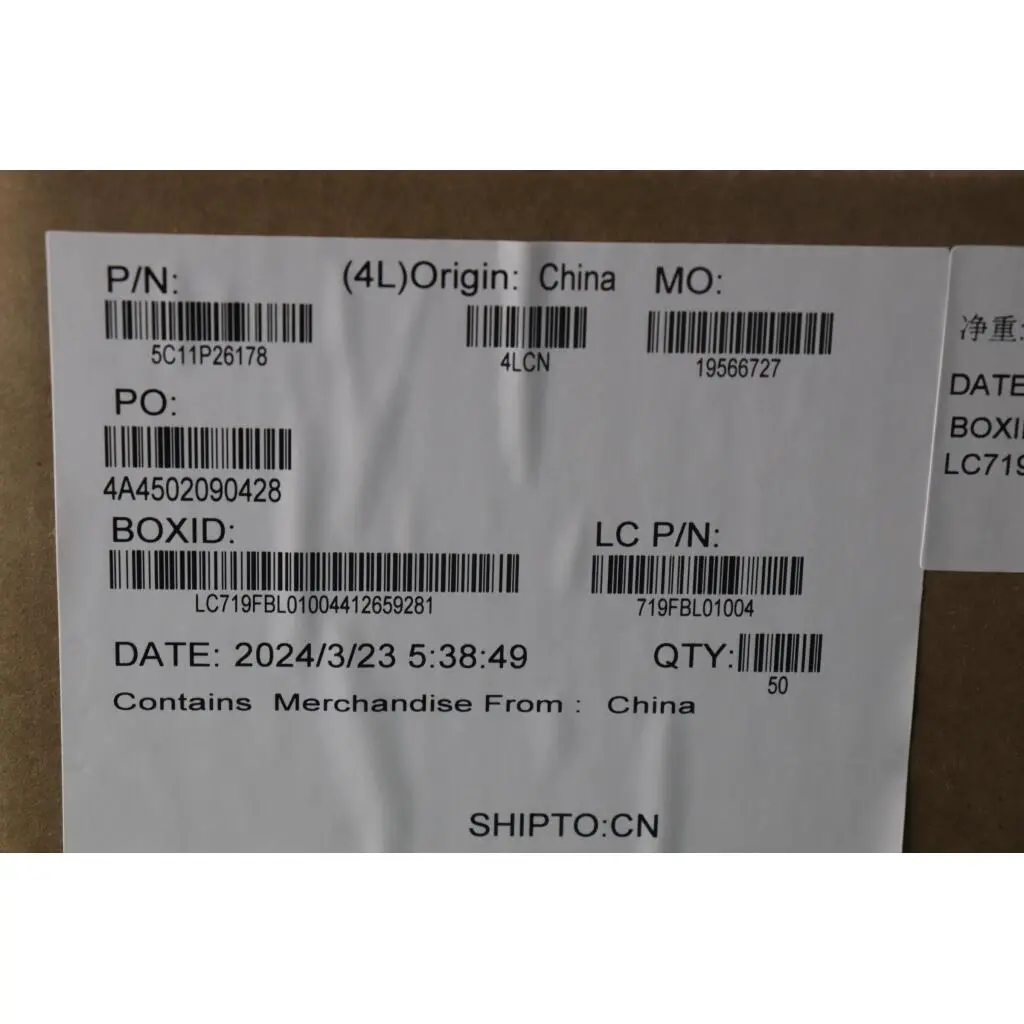 P/N: (4L)Origin: China MO:
5C11P26178 4LCN 19566727
PO:
4A4502090428
BOXID: LC P/N:
LC719FBL01004412659281 719FBL01004
DATE: 2024/3/23 5:38:49 QTY:
50
Contains Merchandise From : China
SHIPTO:CN
净重:
DATE
BOXI
LC719